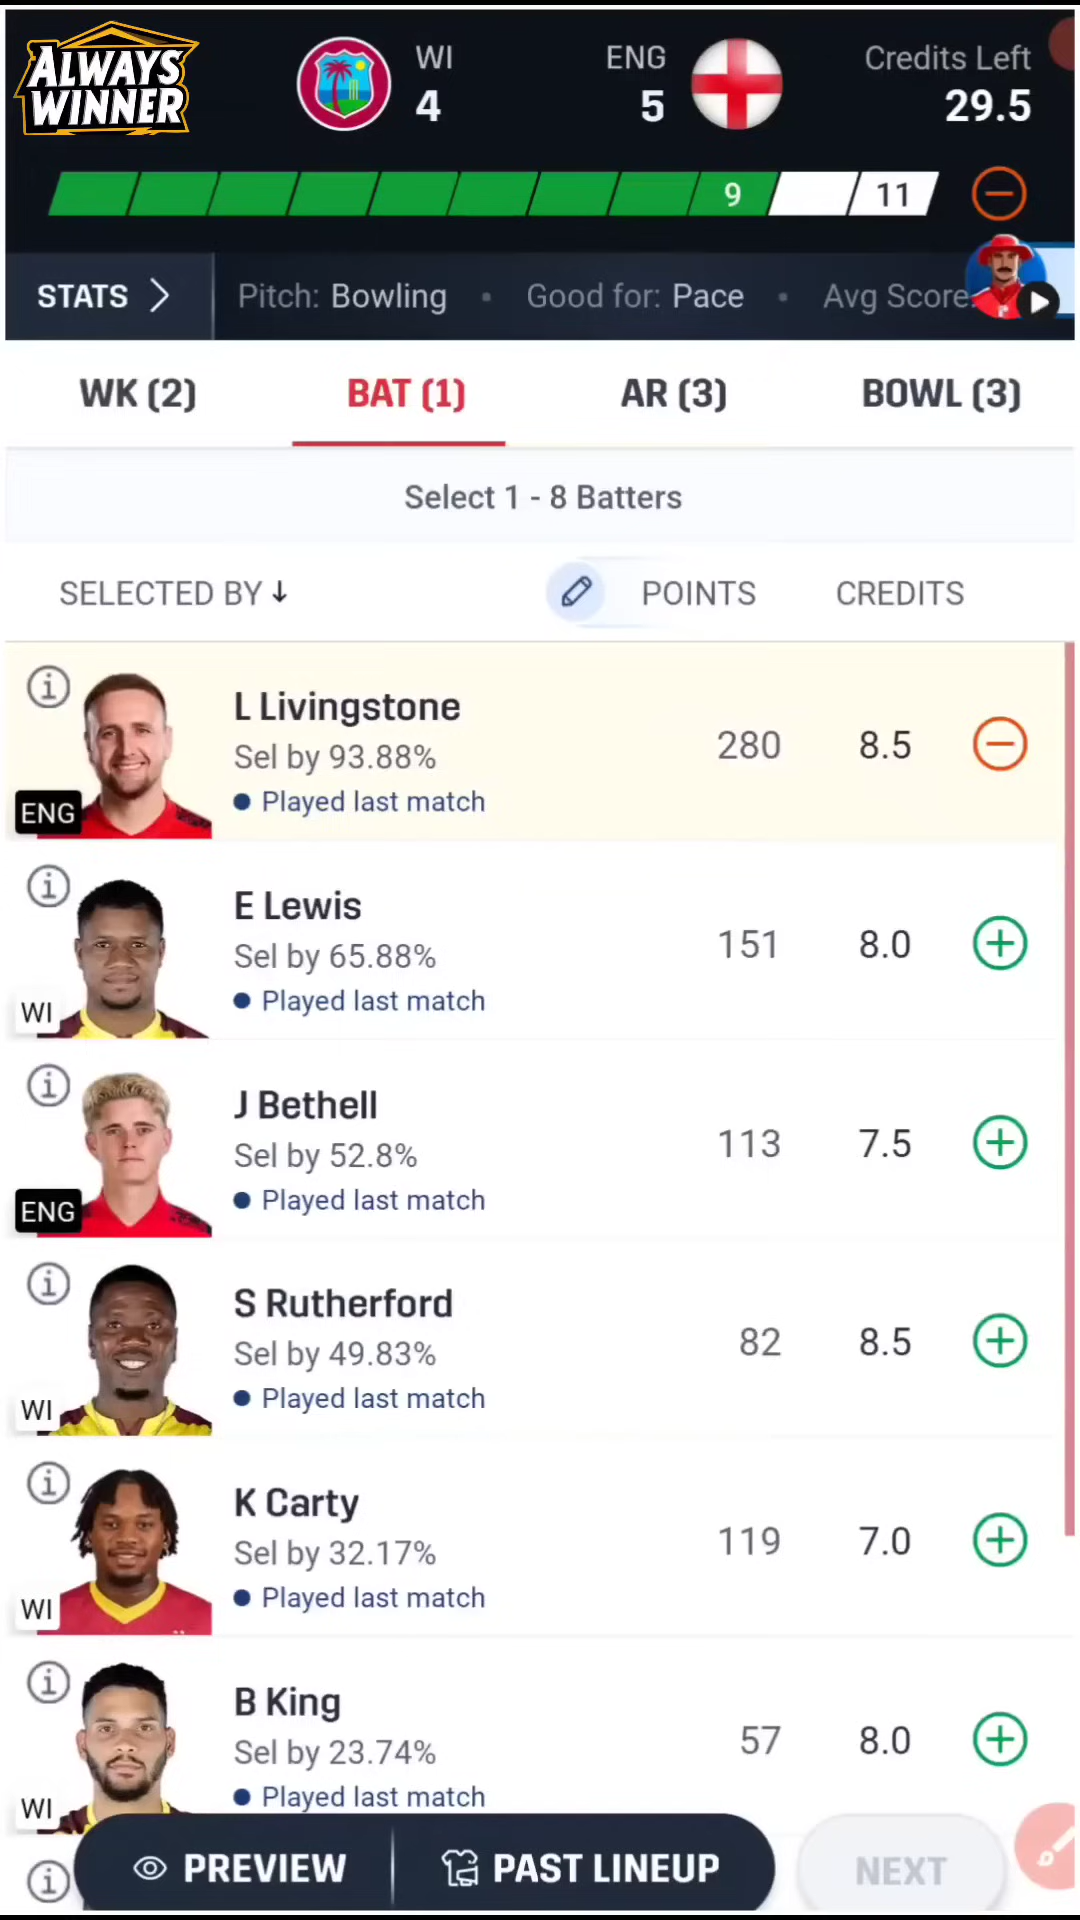 ALWAYS
WINNER
WI
4
ENG
5
Credits Left
29.5
9
11
STATS
Pitch: Bowling • Good for: Pace • Avg Score
WK (2)
BAT (1)
AR (3)
BOWL (3)
Select 1 - 8 Batters
SELECTED BY ↓
POINTS
CREDITS
L Livingstone
Sel by 93.88%
Played last match
ENG
280
8.5
E Lewis
Sel by 65.88%
Played last match
WI
151
8.0
J Bethell
Sel by 52.8%
Played last match
ENG
113
7.5
S Rutherford
Sel by 49.83%
Played last match
WI
82
8.5
K Carty
Sel by 32.17%
Played last match
WI
119
7.0
B King
Sel by 23.74%
Played last match
WI
57
8.0
PREVIEW
PAST LINEUP
NEXT